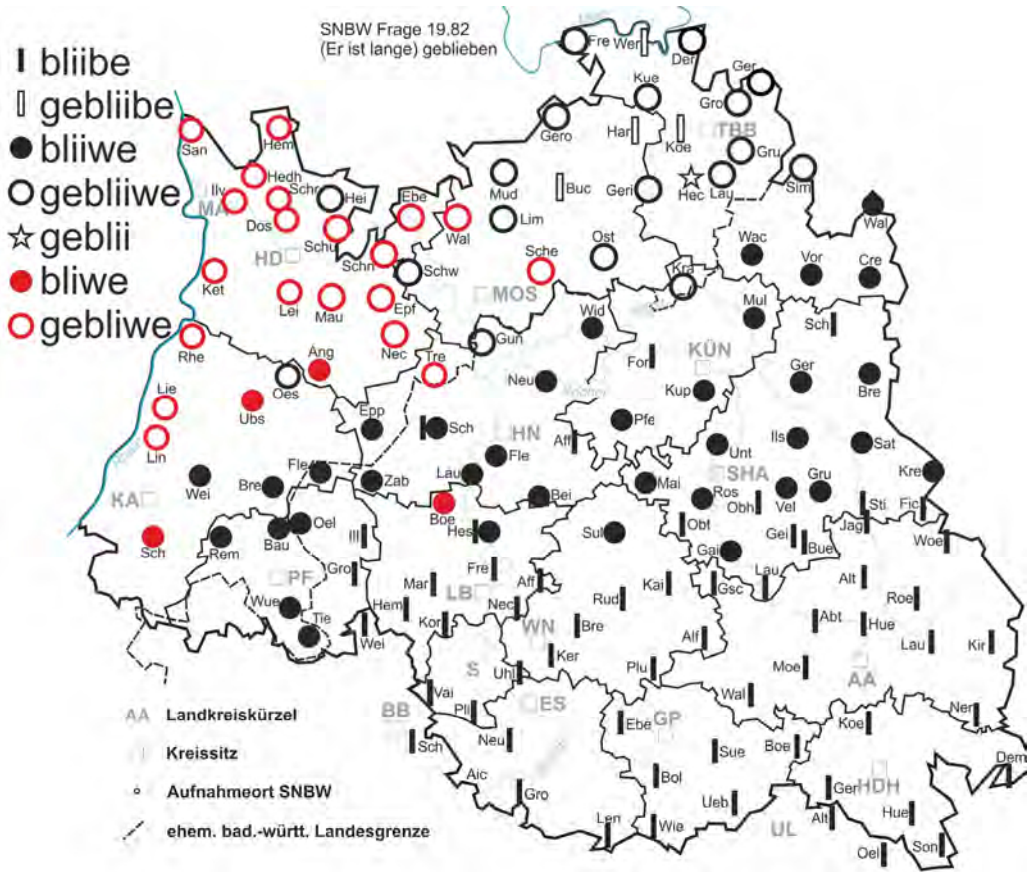 SNBW Frage 19.82
(Er ist lange) geblieben
bliibe
gebliibe
bliiwe
gebliiwe
geblii
bliwe
gebliwe
Fre
Wer
Der
Ger
Kue
Gro
Gero
Har
Koe
TBB
San
Hem
Gru
Hedh
Ilv
Schr
Hei
Ebe
Mud
Buc
Geri
Hec
Lau
Sim
MA
Dos
Schu
Wal
Lim
Wal
HD
Schn
Schw
Sche
Ost
Wac
Vor
Cre
Ket
Lei
Mau
Epf
MOS
Kra
Mul
Sch
Rhe
Nec
Gun
Wid
For
KÜN
Ang
Tre
Oes
Neu
Kup
Ger
Bre
Lie
Ubs
Epp
Sch
HN
Aff
Pfe
Unt
Ils
Sat
Lin
Fle
Lau
Fle
Kre
KA
Wei
Bre
Zab
Bei
Mai
SHA
Ros
Obh
Vel
Gru
Sti
Fic
Boe
Sch
Rem
Bau
Oel
Ill
Hes
Sul
Obt
Gai
Gei
Bue
Jag
Woe
PF
Gro
Mar
Fre
LB
Aff
Kai
Gsc
Lau
Alt
Wue
Hem
Nec
Rud
Roe
Tie
Wei
Kor
WN
Bre
Alf
Abt
Hue
Lau
Kir
S
Uhl
Ker
Plu
Moe
AA
Vai
Wal
BB
Pli
ES
Ebe
GP
Koe
Ner
Sch
Neu
Sue
Boe
Dem
Aic
Gro
Bol
Ueb
Ger
HDH
Len
Wie
UL
Alt
Hue
Oel
Son
AA Landkreiskürzel
Kreissitz
Aufnahmeort SNBW
ehem. bad.-württ. Landesgrenze